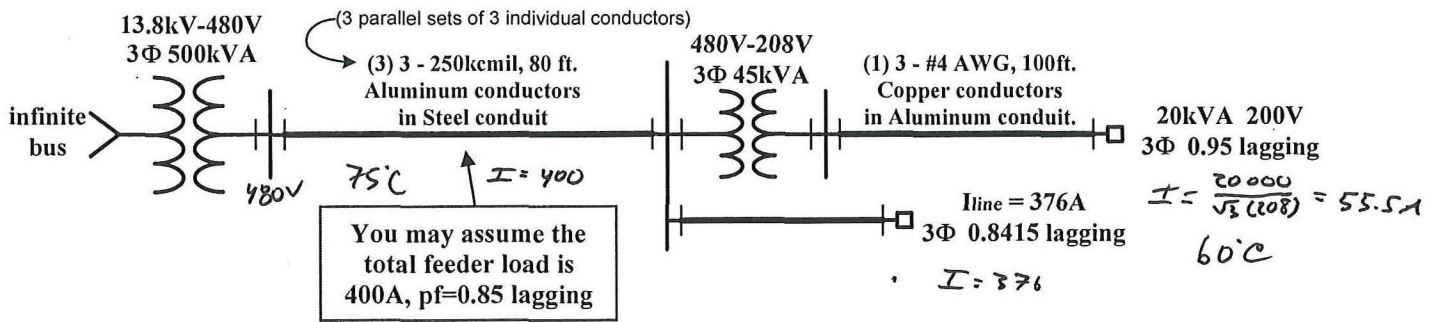 13.8kV-480V
3Φ 500kVA
(3 parallel sets of 3 individual conductors)
(3) 3 - 250kcmil, 80 ft.
Aluminum conductors
in Steel conduit
480V-208V
3Φ 45kVA
(1) 3 - #4 AWG, 100ft.
Copper conductors
in Aluminum conduit.
infinite
bus
20kVA 200V
3Φ 0.95 lagging
480V
75°C
I = 400
You may assume the
total feeder load is
400A, pf=0.85 lagging
Iline = 376A
3Φ 0.8415 lagging
I = 376
I = 20000 / √3 (208) = 55.5A
60°C